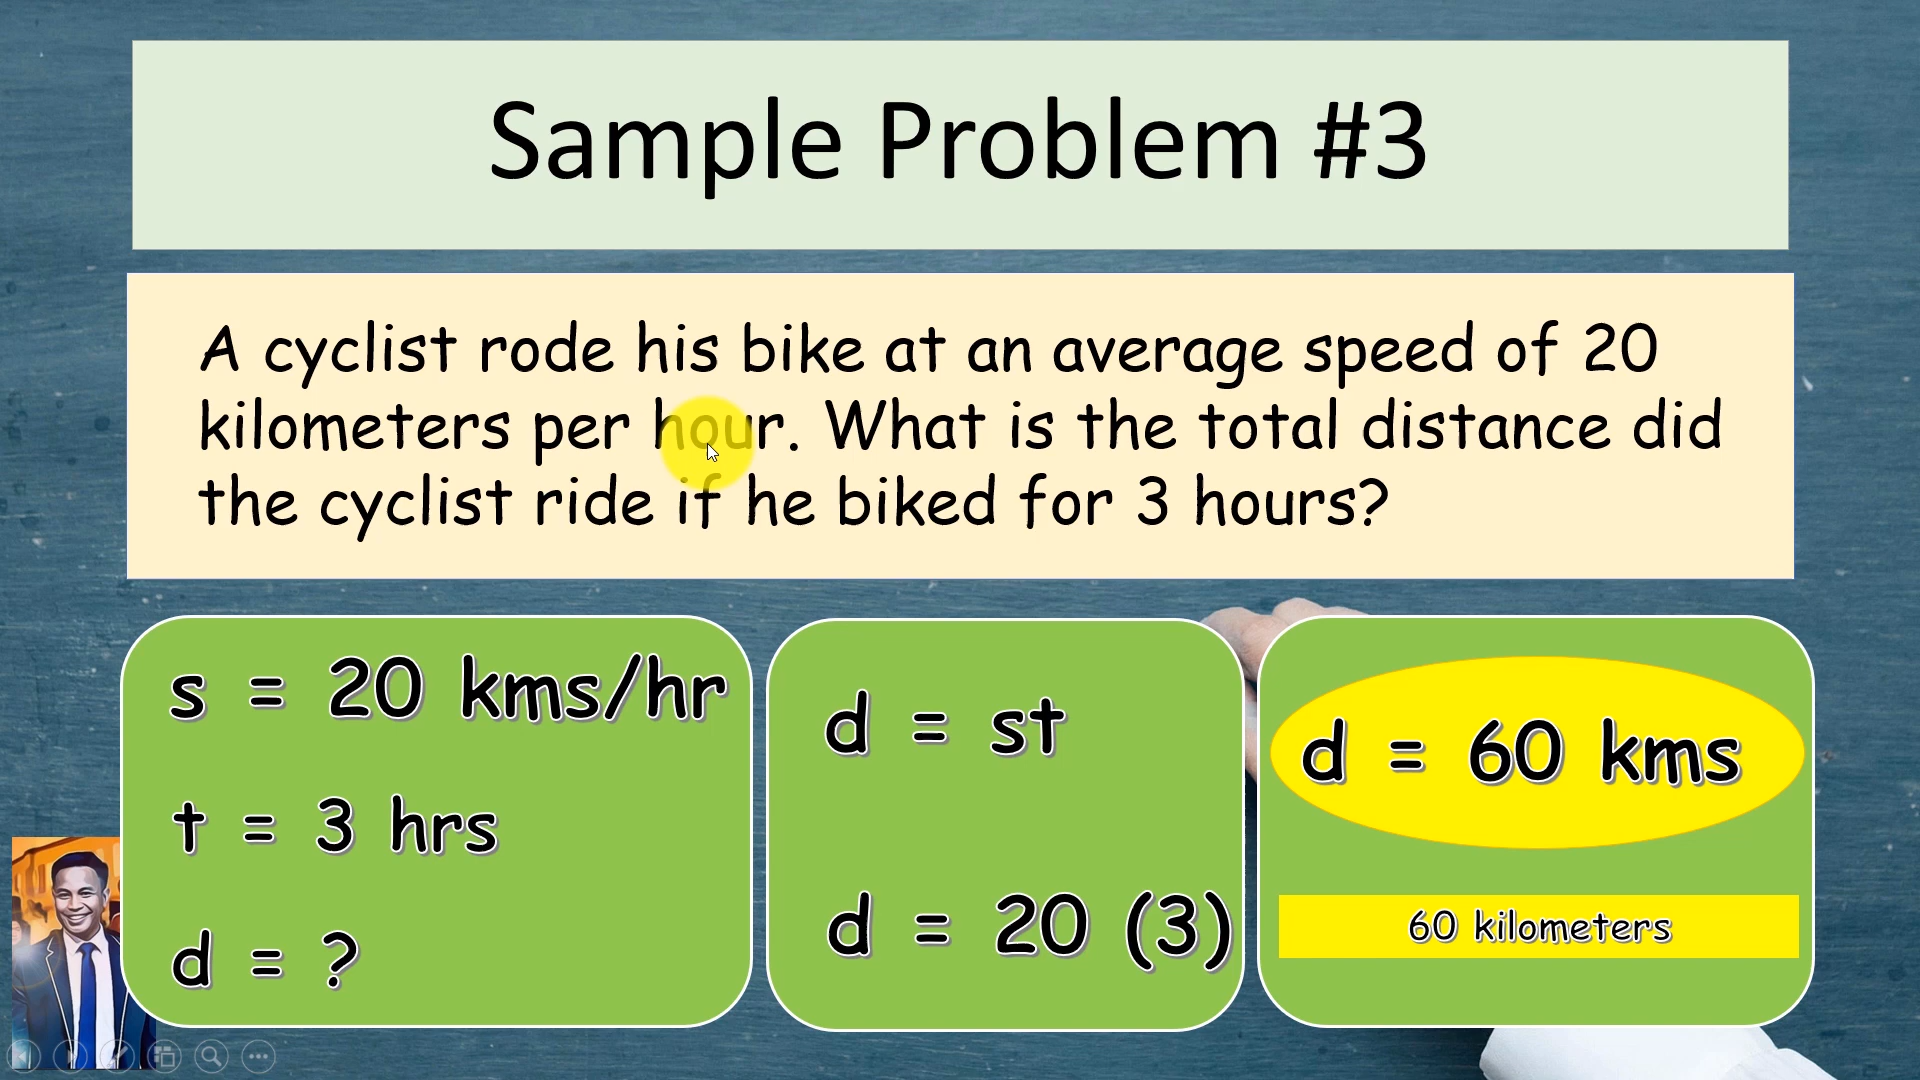 Sample Problem #3
A cyclist rode his bike at an average speed of 20
kilometers per hour. What is the total distance did
the cyclist ride if he biked for 3 hours?
s = 20 kms/hr
t = 3 hrs
d = ?
d = st
d = 20 (3)
d = 60 kms
60 kilometers